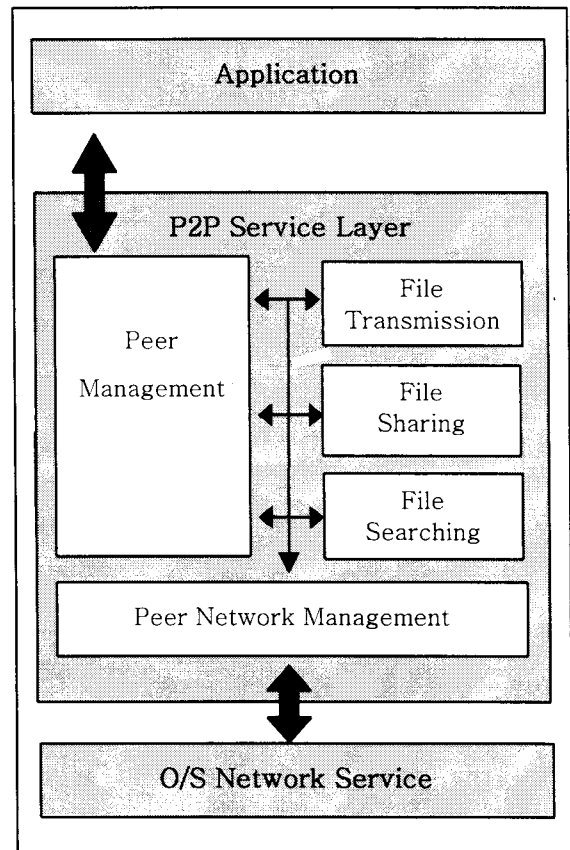 Application
P2P Service Layer
Peer
Management
File
Transmission
File
Sharing
File
Searching
Peer Network Management
O/S Network Service